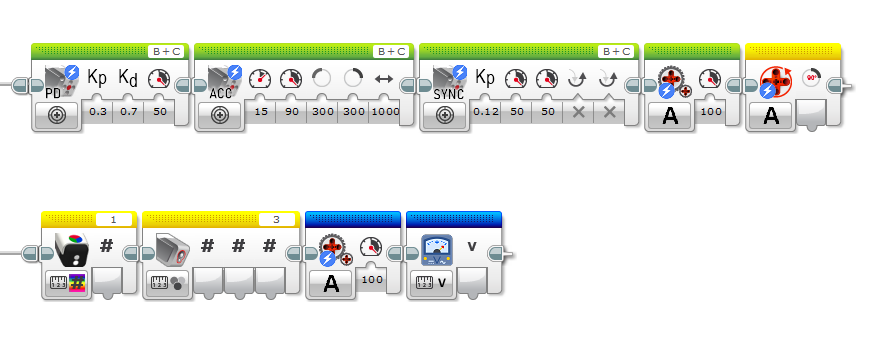 B+C B+C B+C
PD Kp Kd ACC SYNC Kp 90°
0.3 0.7 50 15 90 300 300 1000 0.12 50 50 A 100 A
1 3
# # # # V
123 # 123 A 100 123 V